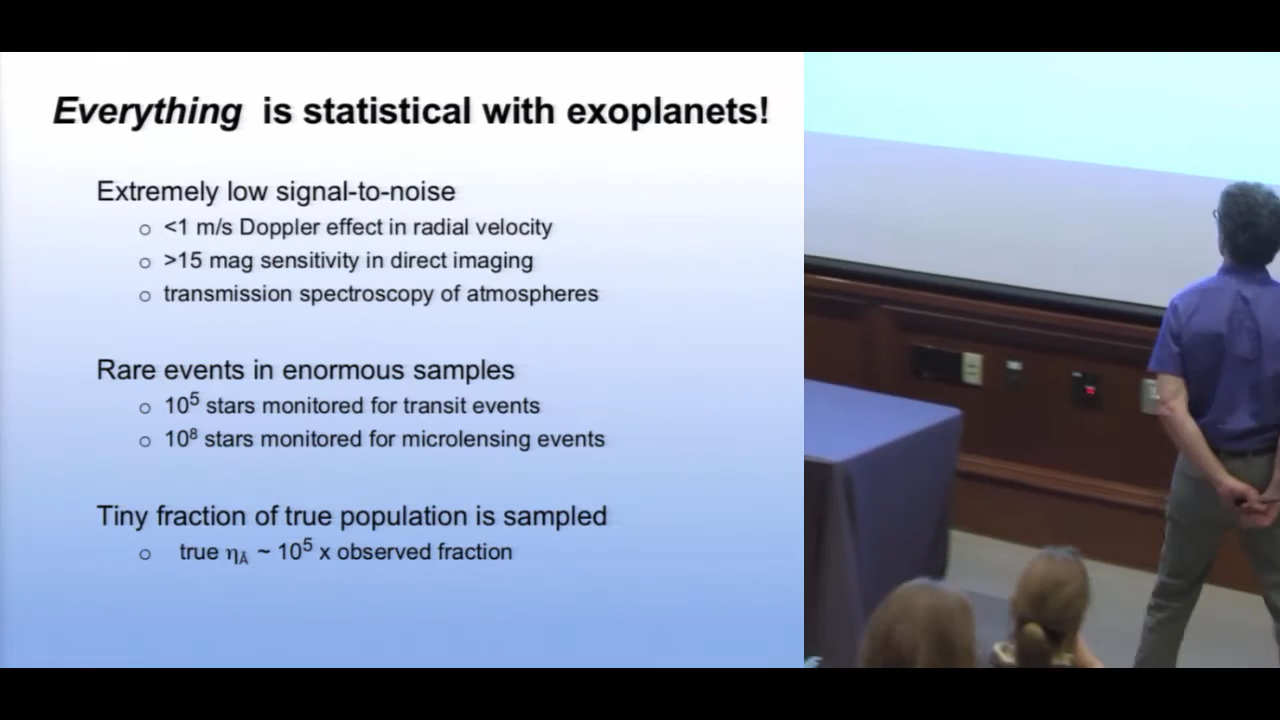 Everything is statistical with exoplanets!
Extremely low signal-to-noise
o <1 m/s Doppler effect in radial velocity
o >15 mag sensitivity in direct imaging
o transmission spectroscopy of atmospheres
Rare events in enormous samples
o 10⁵ stars monitored for transit events
o 10⁸ stars monitored for microlensing events
Tiny fraction of true population is sampled
o true η_Å ~ 10⁵ x observed fraction